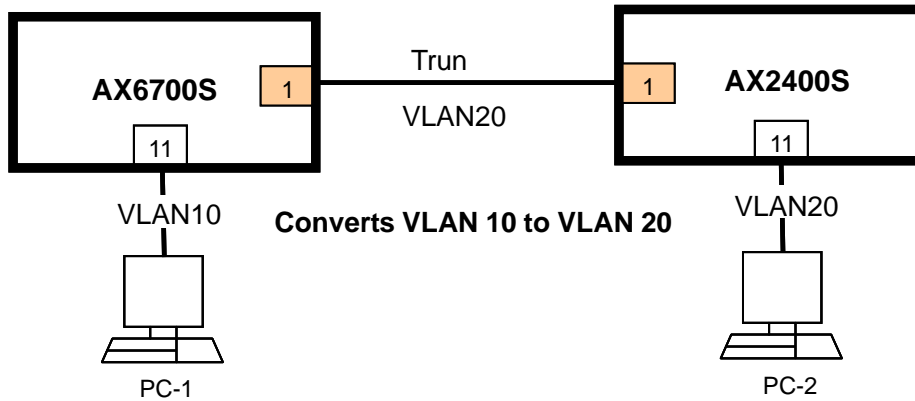 Trun
AX6700S
1
1
AX2400S
VLAN20
11
11
VLAN10
VLAN20
Converts VLAN 10 to VLAN 20
PC-1
PC-2